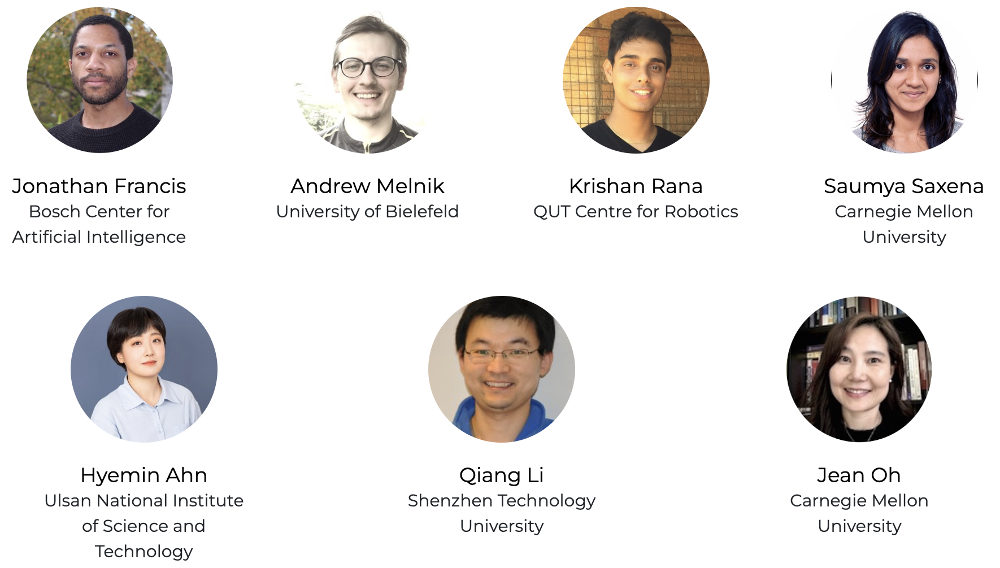 Jonathan Francis
Bosch Center for
Artificial Intelligence
Andrew Melnik
University of Bielefeld
Krishan Rana
QUT Centre for Robotics
Saumya Saxena
Carnegie Mellon
University
Hyemin Ahn
Ulsan National Institute
of Science and
Technology
Qiang Li
Shenzhen Technology
University
Jean Oh
Carnegie Mellon
University